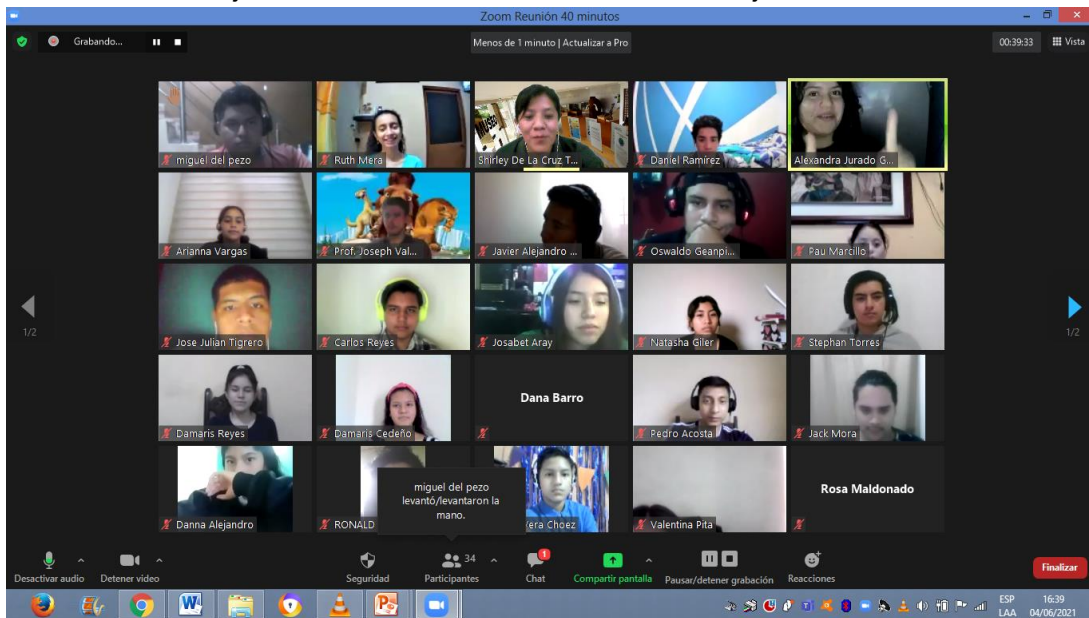 Zoom Reunión 40 minutos
Grabando...
Menos de 1 minuto | Actualizar a Pro
00:39:33
Vista
miguel del pezo
Ruth Mera
Shirley De La Cruz T...
Daniel Ramírez
Alexandra Jurado G...
Arianna Vargas
Prof. Joseph Val...
Javier Alejandro ...
Oswaldo Geanpi...
Pau Marcillo
1/2
1/2
Jose Julian Tigrero
Carlos Reyes
Josabet Aray
Natasha Giler
Stephan Torres
Damaris Reyes
Damaris Cedeño
Dana Barro
Pedro Acosta
Jack Mora
Danna Alejandro
RONALD
miguel del pezo
levantó/levantaron la
mano.
Choez
Valentina Pita
Rosa Maldonado
Desactivar audio
Detener video
Seguridad
Participantes
34
Chat
1
Compartir pantalla
Pausar/detener grabación
Reacciones
Finalizar
ESP
LAA
16:39
04/06/2021